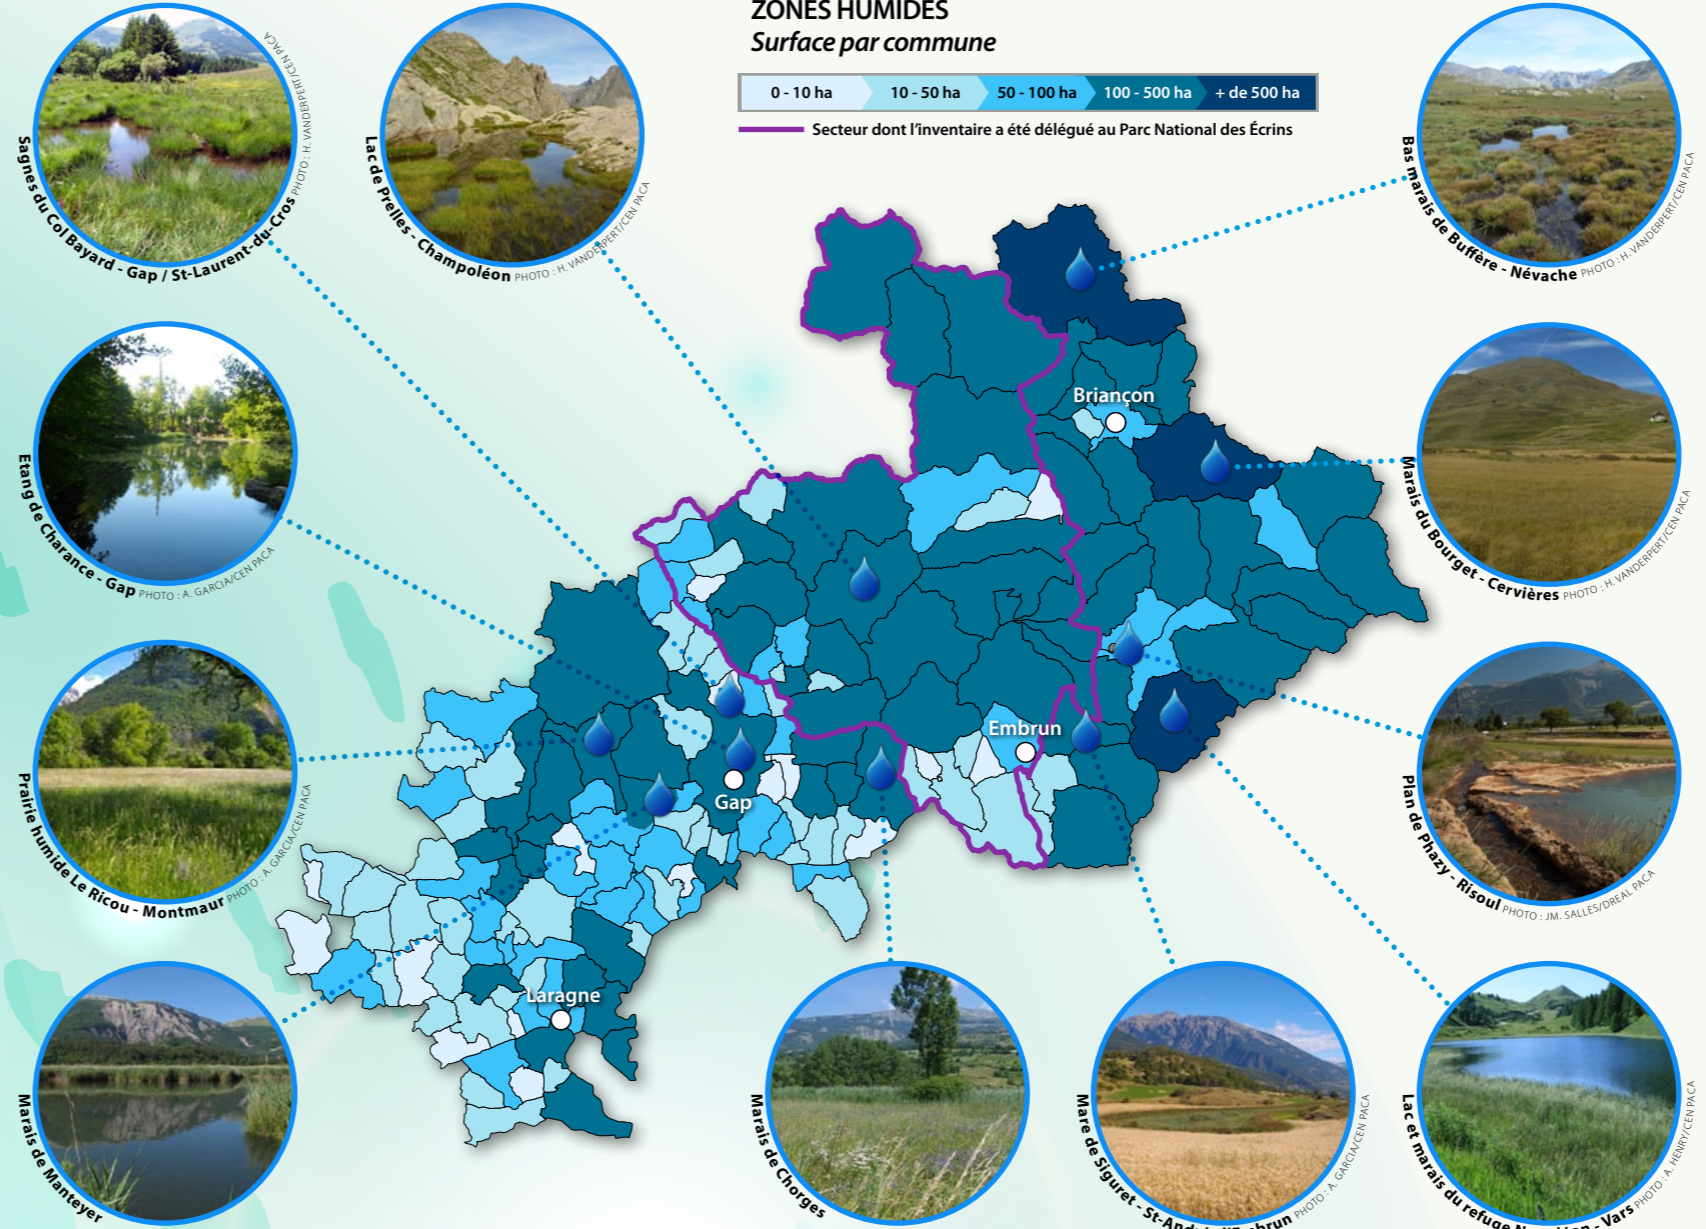 ZONES HUMIDES
Surface par commune
0 - 10 ha
10 - 50 ha
50 - 100 ha
100 - 500 ha
+ de 500 ha
Secteur dont l'inventaire a été délégué au Parc National des Écrins
Sagnes du Col Bayard - Gap / St-Laurent-du-Cros PHOTO : H. VANDERPERT/CEN PACA
Lac de Prelles - Champoléon PHOTO : H. VANDERPERT/CEN PACA
Bas marais de Buffère - Névache PHOTO : H. VANDERPERT/CEN PACA
Etang de Charance - Gap PHOTO : A. GARCIA/CEN PACA
Marais du Bourget - Cervières PHOTO : H. VANDERPERT/CEN PACA
Briançon
Embrun
Gap
Laragne
Prairie humide Le Ricou - Montmaur PHOTO : A. GARCIA/CEN PACA
Plan de Phazy - Risoul PHOTO : JM. SALLES/DREAL PACA
Marais de Manteyer
Marais de Chorges
Mare de Siguret - St-André d'Embrun PHOTO : A. GARCIA/CEN PACA
Lac et marais du refuge Napoléon - Vars PHOTO : A. HENRY/CEN PACA